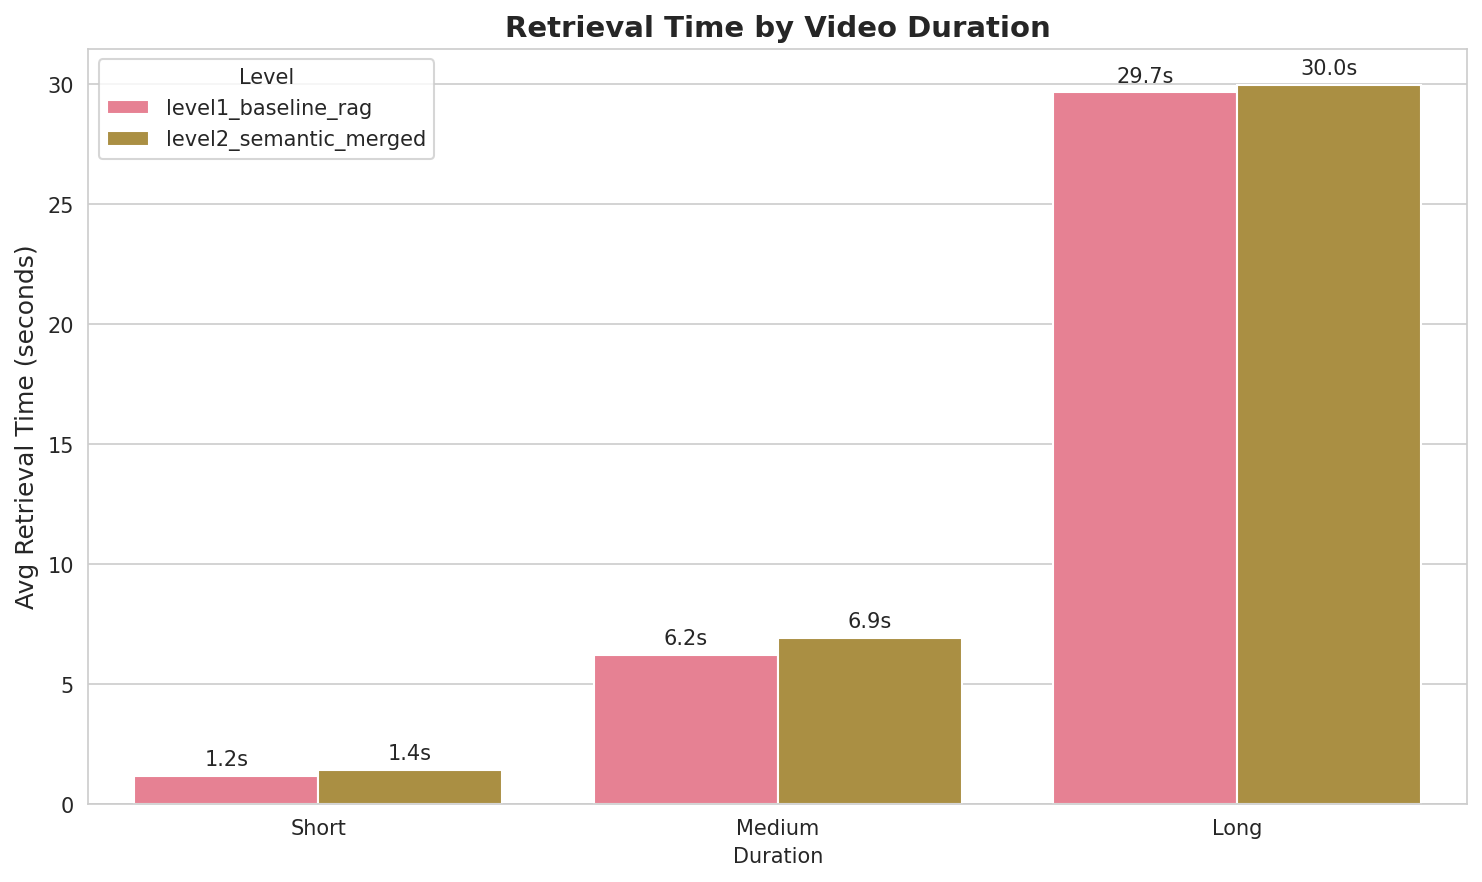 Retrieval Time by Video Duration
Level
level1_baseline_rag
level2_semantic_merged
Avg Retrieval Time (seconds)
30
25
20
15
10
5
0
1.2s
1.4s
6.2s
6.9s
29.7s
30.0s
Short
Medium
Long
Duration